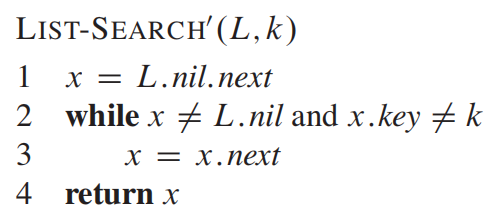 LIST-SEARCH′(L, k)
1 x = L.nil.next
2 while x ≠ L.nil and x.key ≠ k
3 x = x.next
4 return x